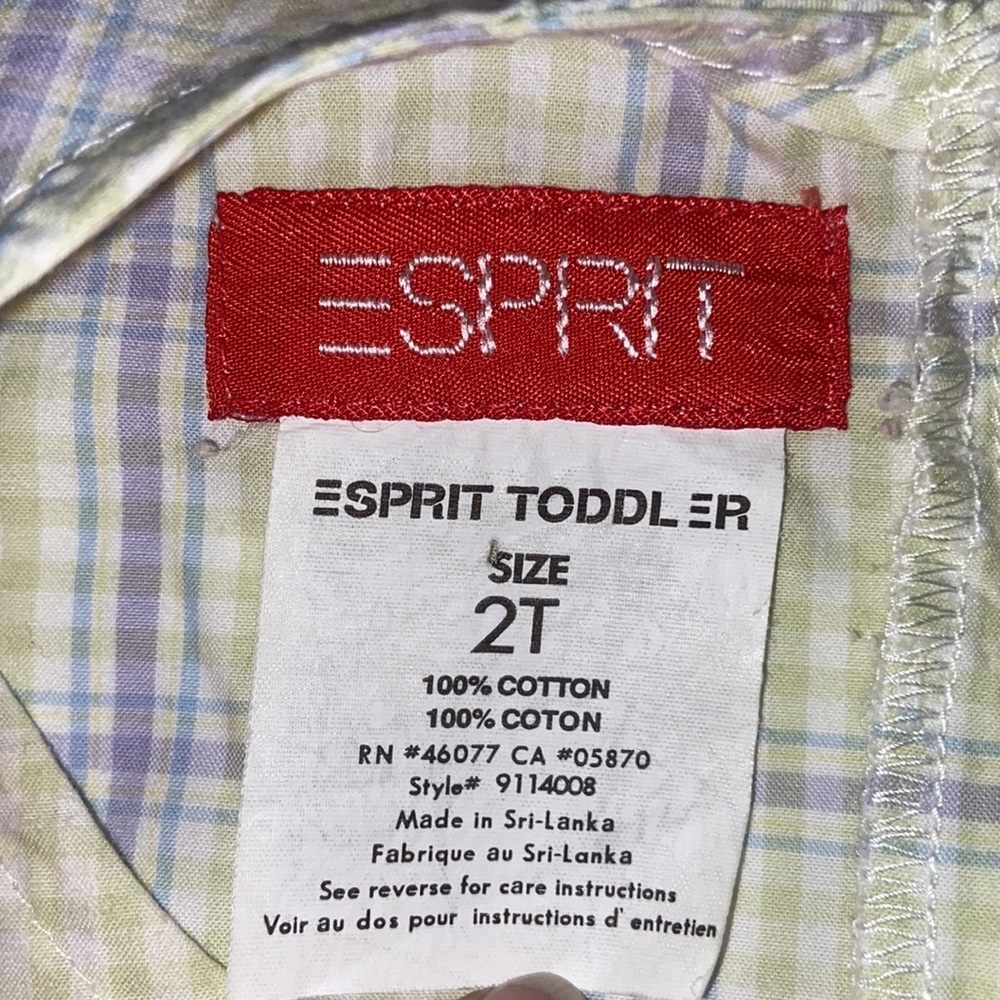 ESPRIT
ESPRIT TODDLER
SIZE
2T
100% COTTON
100% COTON
RN #46077 CA #05870
Style# 9114008
Made in Sri-Lanka
Fabrique au Sri-Lanka
See reverse for care instructions
Voir au dos pour instructions d' entretien